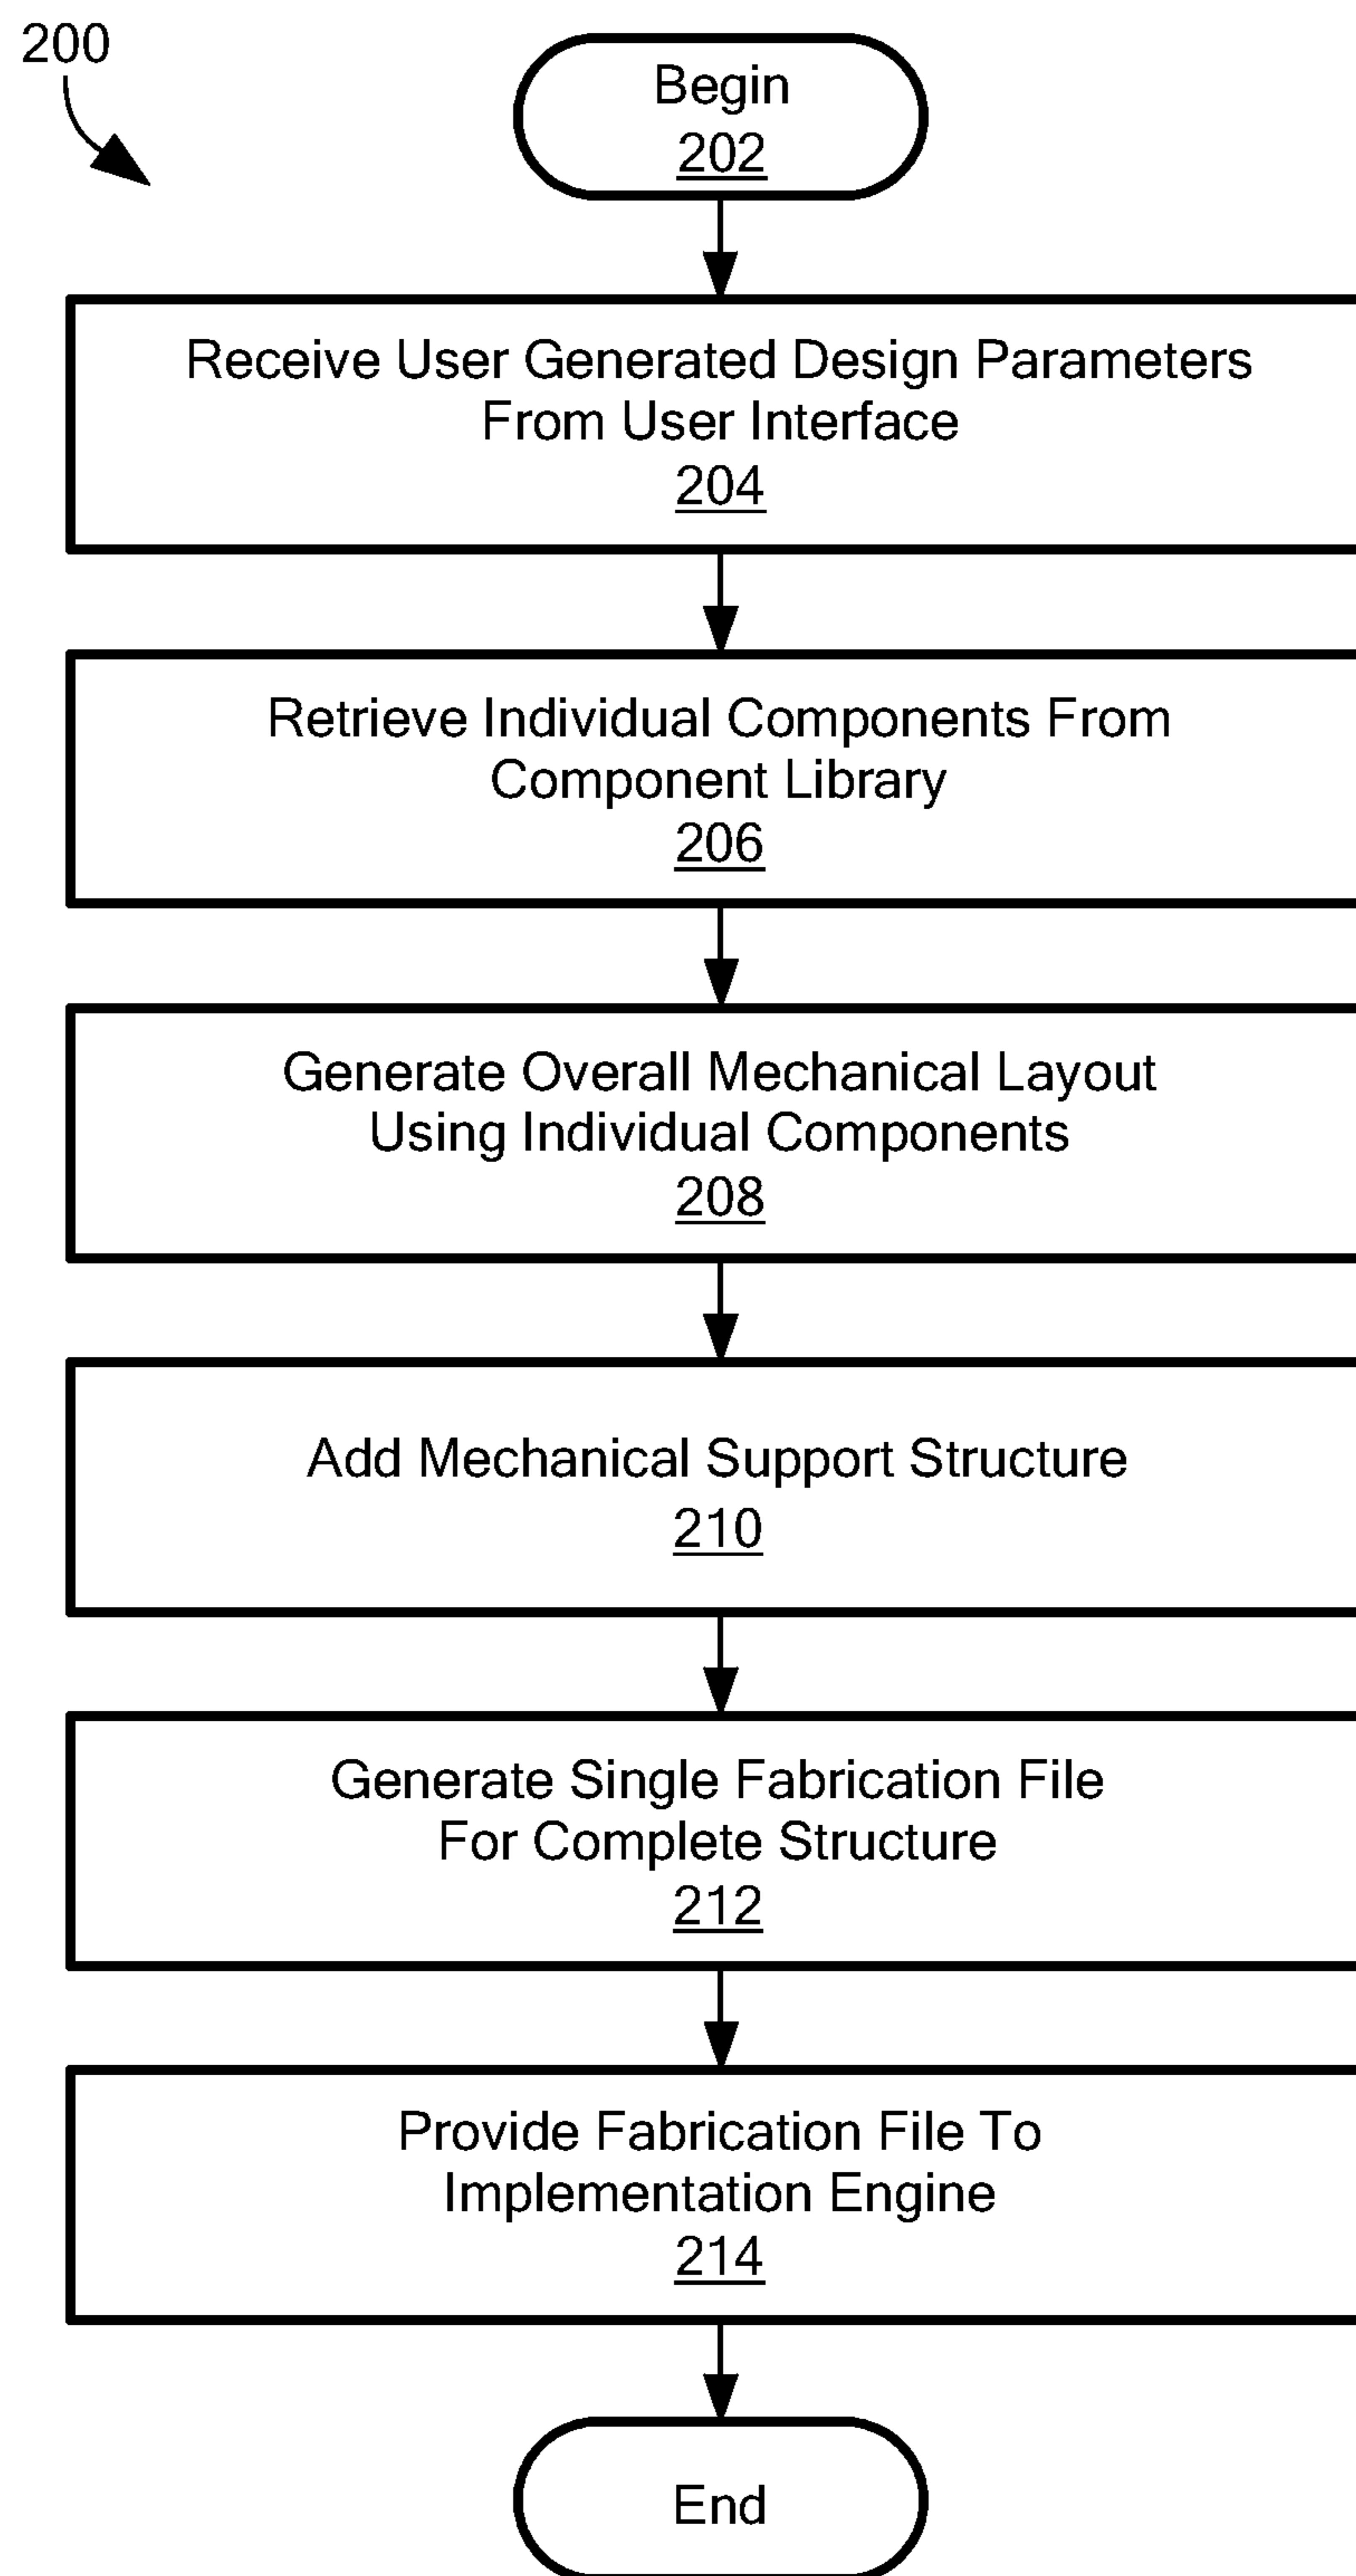 200
Begin
202
Receive User Generated Design Parameters
From User Interface
204
Retrieve Individual Components From
Component Library
206
Generate Overall Mechanical Layout
Using Individual Components
208
Add Mechanical Support Structure
210
Generate Single Fabrication File
For Complete Structure
212
Provide Fabrication File To
Implementation Engine
214
End